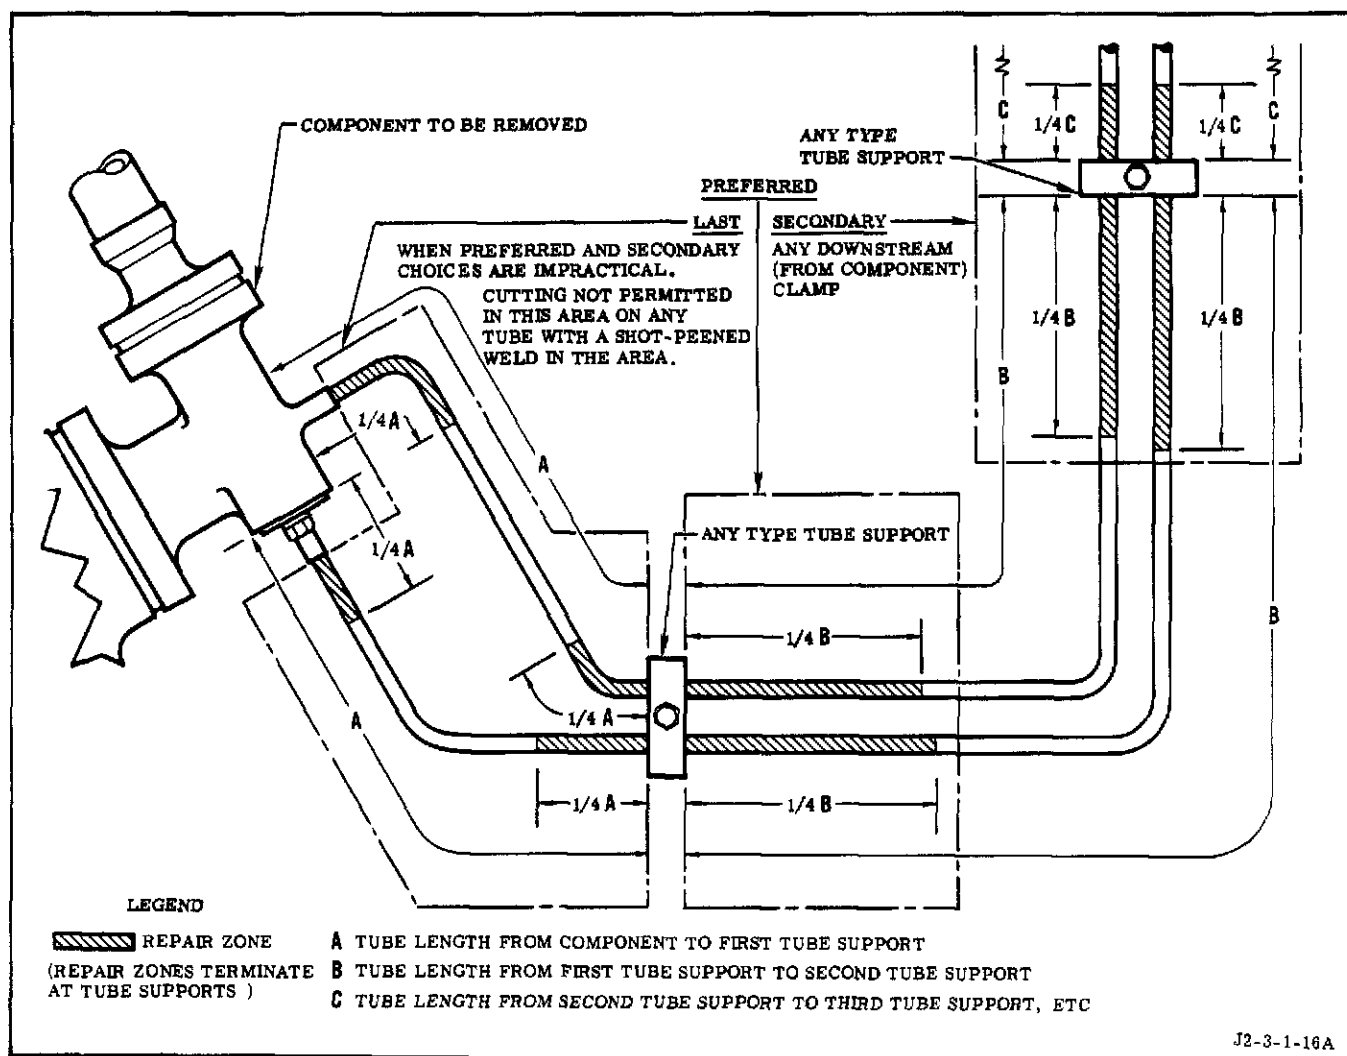 COMPONENT TO BE REMOVED
ANY TYPE
TUBE SUPPORT
C
1/4 C
1/4 C
C
PREFERRED
LAST
WHEN PREFERRED AND SECONDARY
CHOICES ARE IMPRACTICAL.
CUTTING NOT PERMITTED
IN THIS AREA ON ANY
TUBE WITH A SHOT-PEENED
WELD IN THE AREA.
SECONDARY
ANY DOWNSTREAM
(FROM COMPONENT)
CLAMP
1/4 B
1/4 B
B
1/4 A
A
1/4 A
ANY TYPE TUBE SUPPORT
B
1/4 B
1/4 A
A
1/4 A
1/4 B
LEGEND
REPAIR ZONE
(REPAIR ZONES TERMINATE
AT TUBE SUPPORTS )
A TUBE LENGTH FROM COMPONENT TO FIRST TUBE SUPPORT
B TUBE LENGTH FROM FIRST TUBE SUPPORT TO SECOND TUBE SUPPORT
C TUBE LENGTH FROM SECOND TUBE SUPPORT TO THIRD TUBE SUPPORT, ETC
J2-3-1-16A